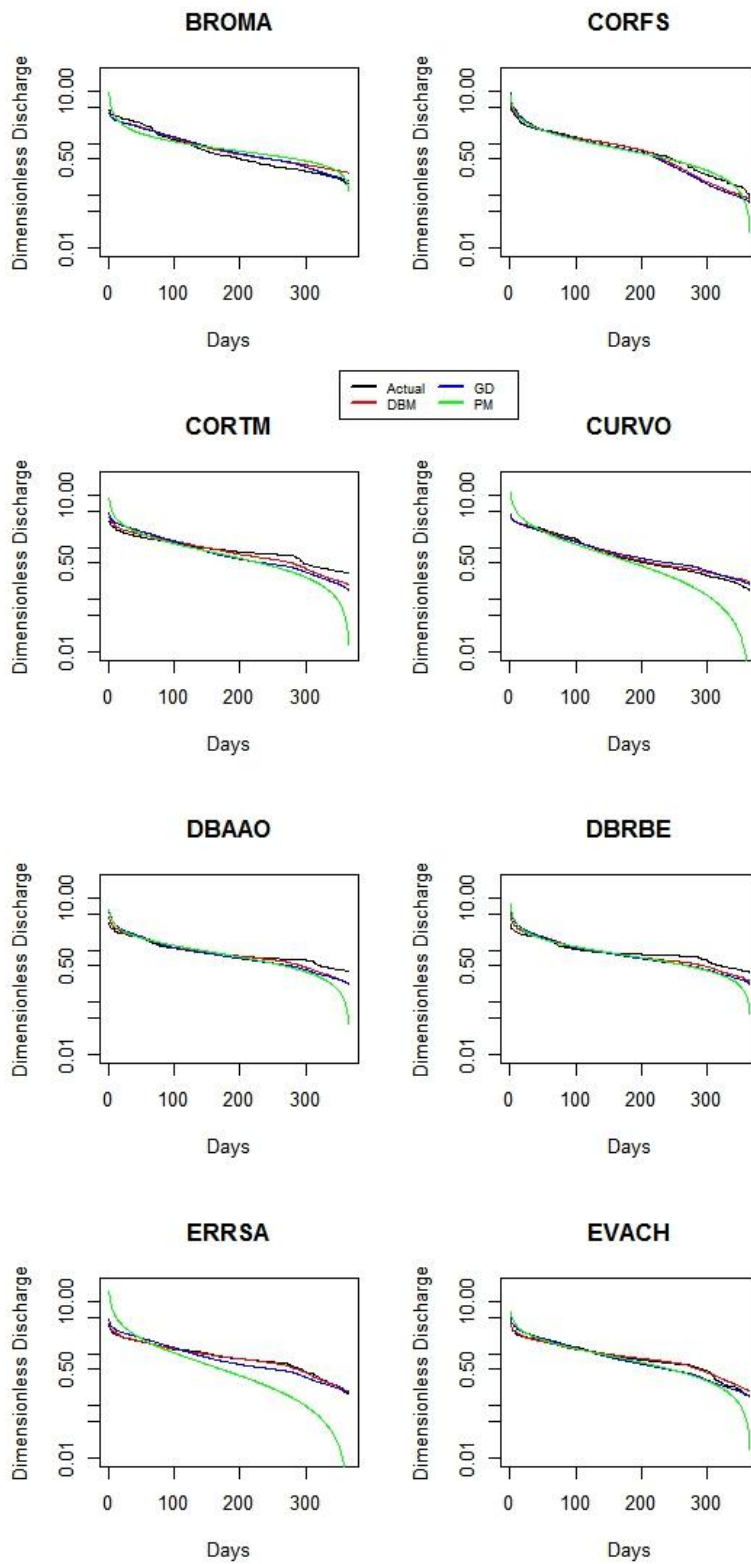 BROMA
CORFS
Dimensionless Discharge
10.00
0.50
0.01
0 100 200 300
Days
Dimensionless Discharge
10.00
0.50
0.01
0 100 200 300
Days
Actual GD
DBM PM
CORTM
CURVO
Dimensionless Discharge
10.00
0.50
0.01
0 100 200 300
Days
Dimensionless Discharge
10.00
0.50
0.01
0 100 200 300
Days
DBAAO
DBRBE
Dimensionless Discharge
10.00
0.50
0.01
0 100 200 300
Days
Dimensionless Discharge
10.00
0.50
0.01
0 100 200 300
Days
ERRSA
EVACH
Dimensionless Discharge
10.00
0.50
0.01
0 100 200 300
Days
Dimensionless Discharge
10.00
0.50
0.01
0 100 200 300
Days